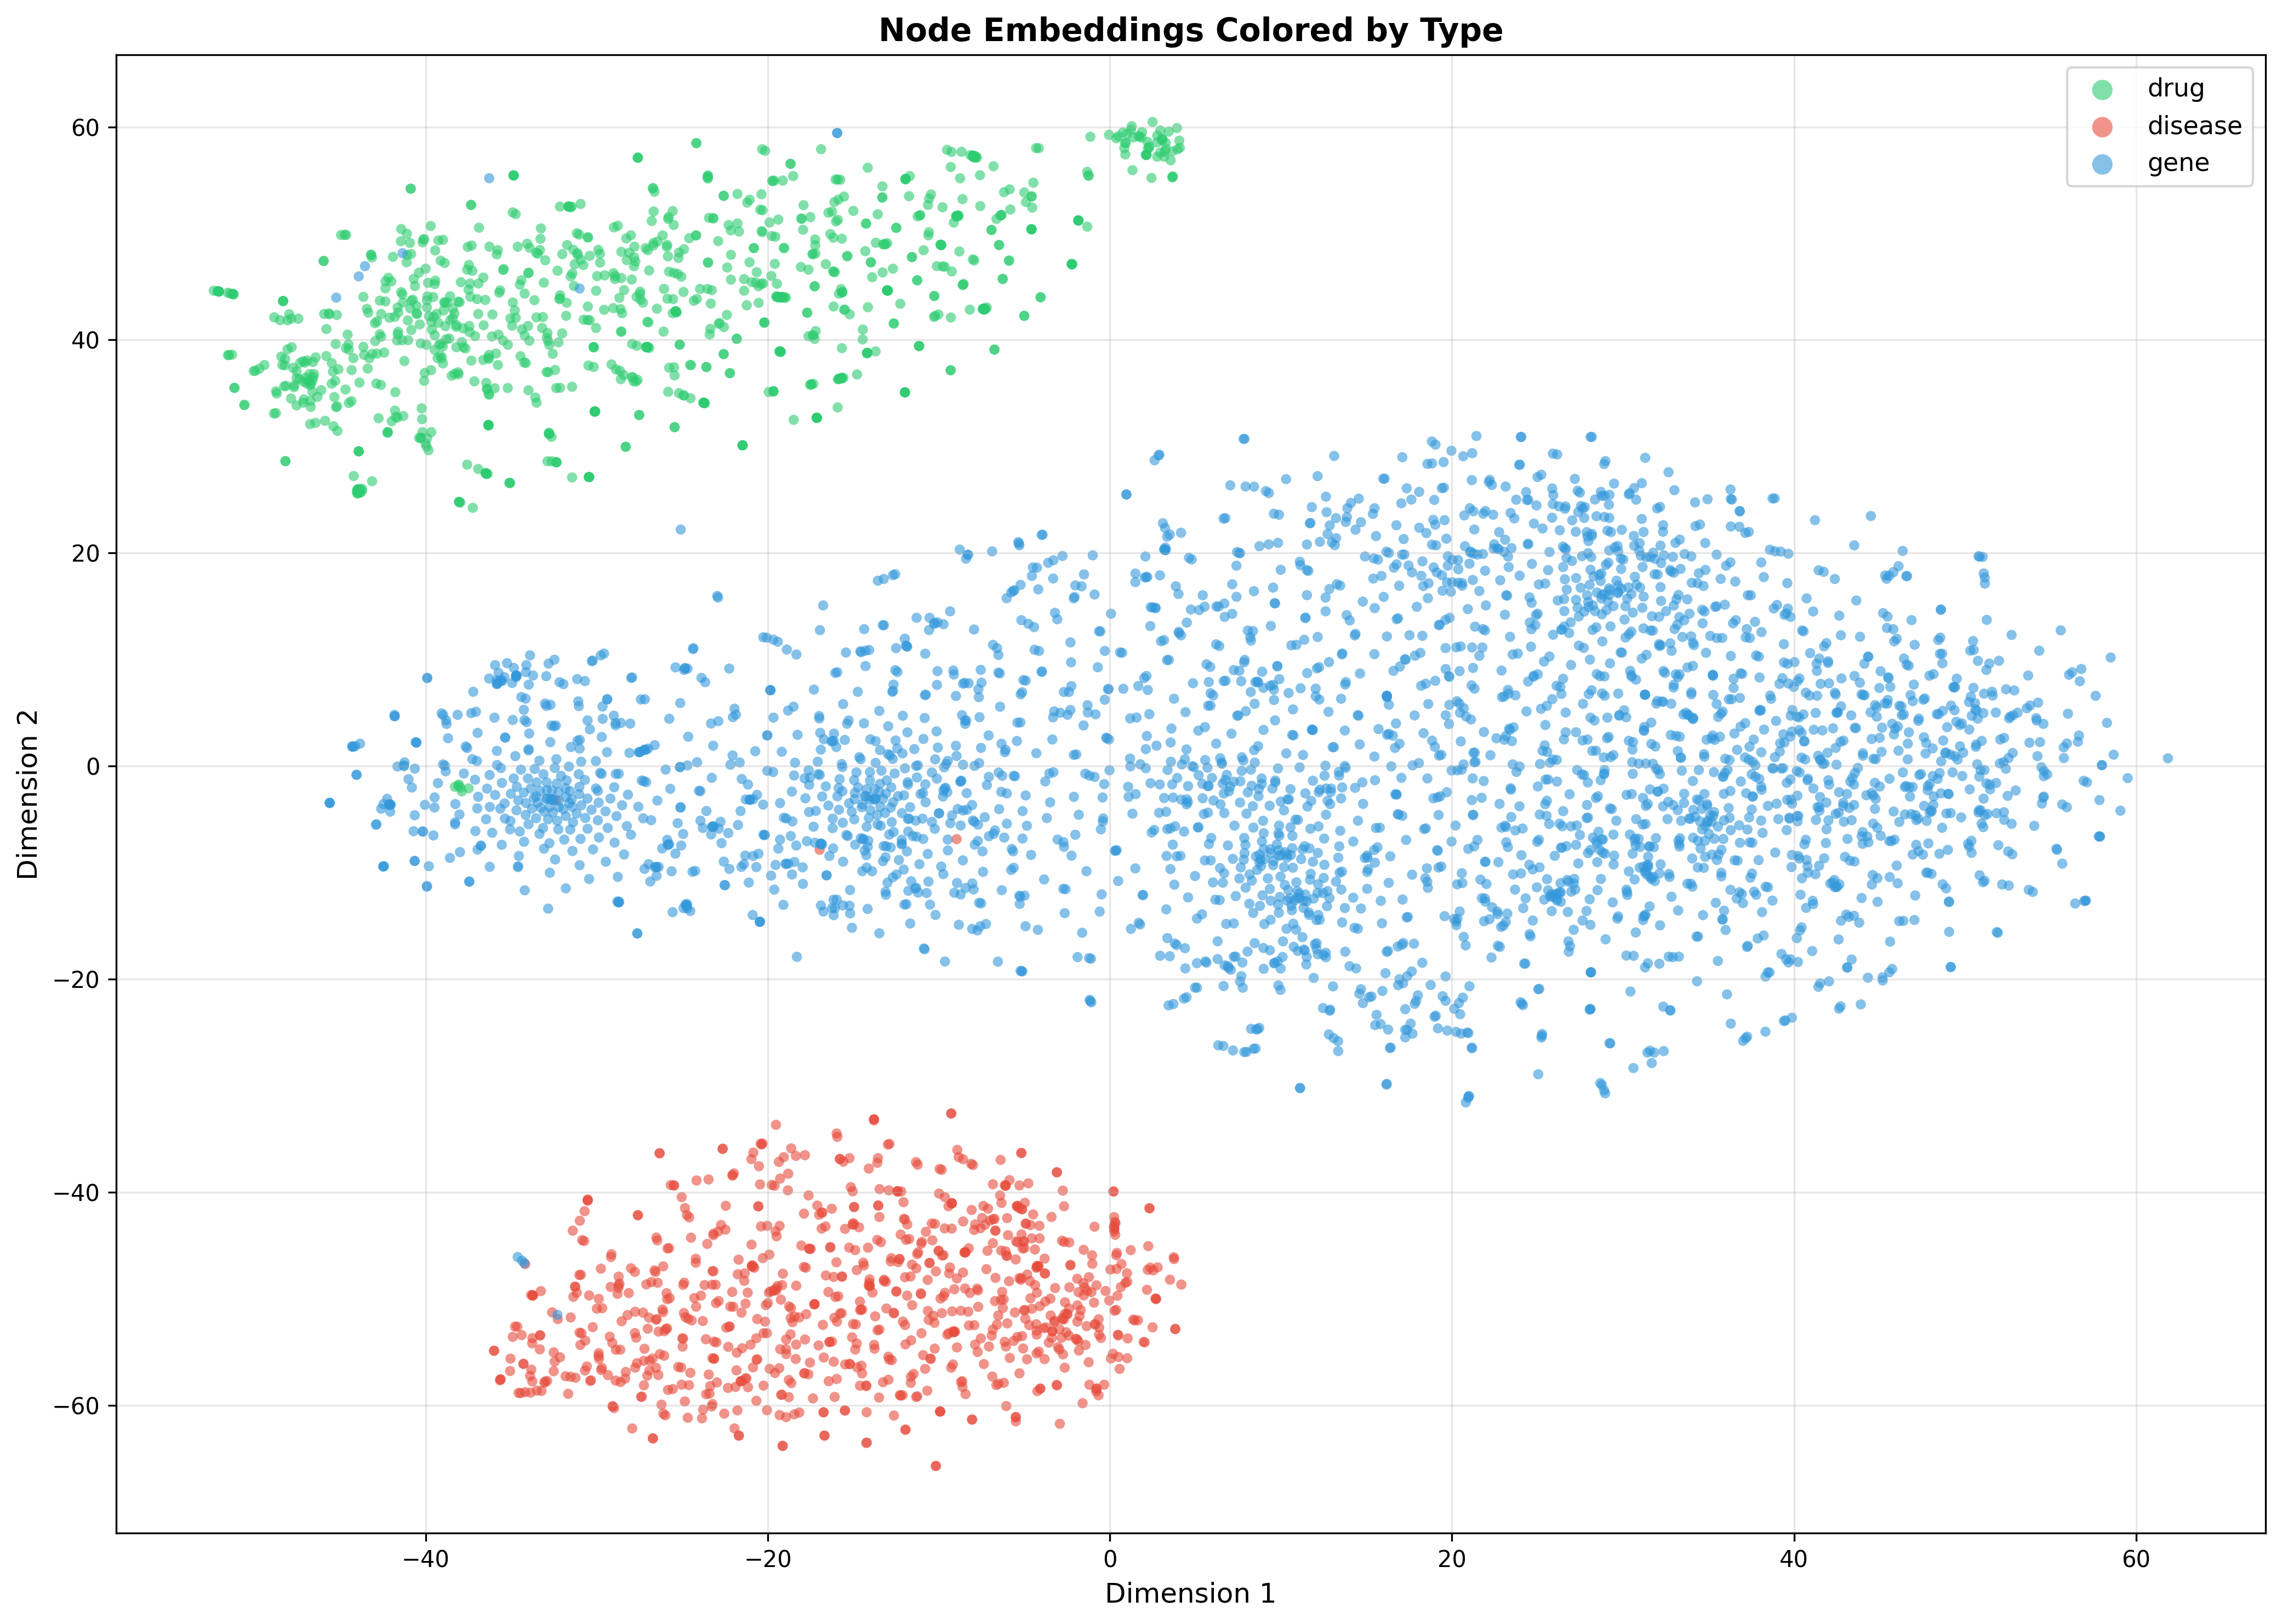 Node Embeddings Colored by Type
drug
disease
gene
60
40
20
0
−20
−40
−60
Dimension 2
−40
−20
0
20
40
60
Dimension 1